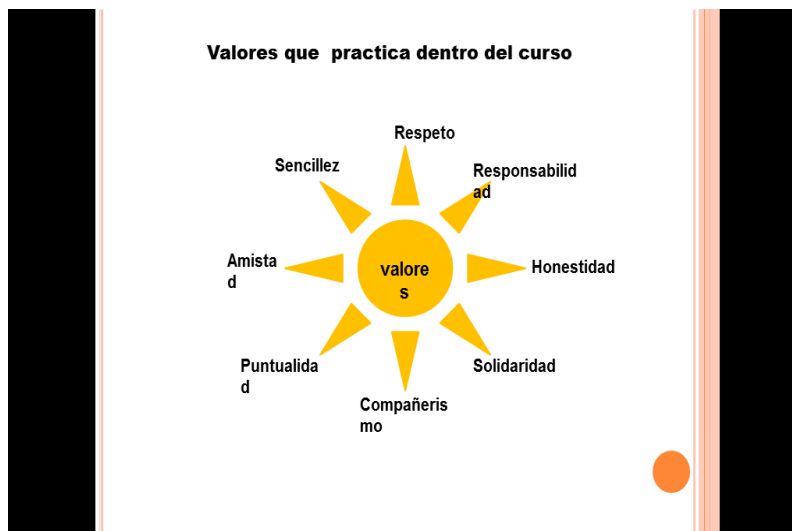 Valores que  practica dentro del curso
Respeto
Sencillez
Responsabilid
ad
Amista
d
valore
s
Honestidad
Puntualida
d
Solidaridad
Compañeris
mo